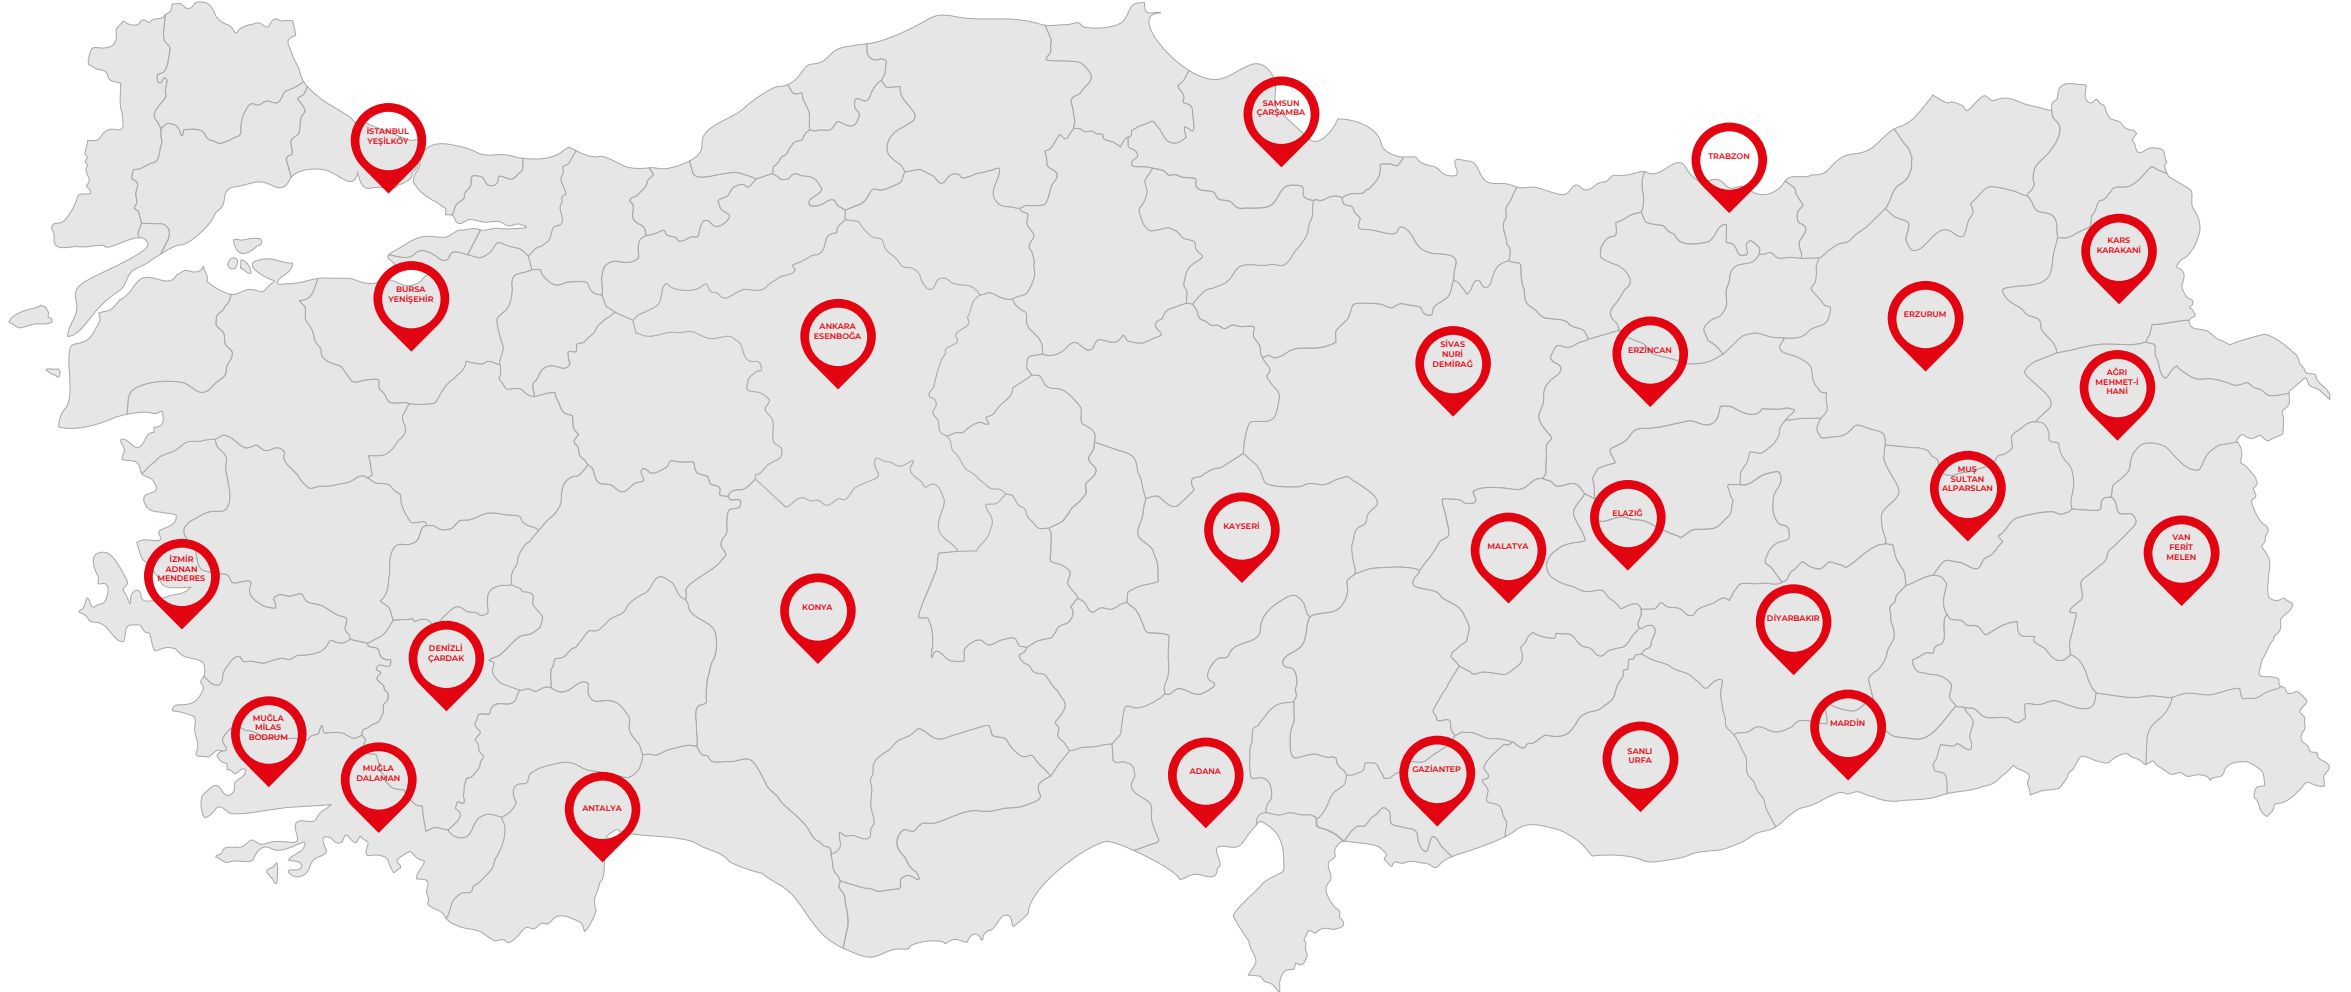 SAMSUN
ÇARŞAMBA
İSTANBUL
YEŞİLKÖY
TRABZON
KARS
KARAKANİ
BURSA
YENİŞEHİR
ERZURUM
ANKARA
ESENBOĞA
SİVAS
NURİ
DEMİRAĞ
ERZİNCAN
AĞRI
MEHMET-İ
HANİ
MUŞ
SULTAN
ALPARSLAN
ELAZIĞ
KAYSERİ
MALATYA
VAN
FERİT
MELEN
İZMİR
ADNAN
MENDERES
KONYA
DİYARBAKIR
DENİZLİ
ÇARDAK
MUĞLA
MİLAS
BODRUM
MARDİN
MUĞLA
DALAMAN
ADANA
GAZİANTEP
SANLI
URFA
ANTALYA